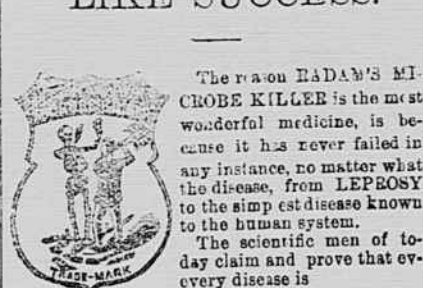 LIKE SUCCESS.
The reason RADAM'S MI-
CROBE KILLER is the most
wonderful medicine, is be-
cause it has never failed in
any instance, no matter what
the disease, from LEPROSY
to the simp est disease known
to the human system.
The scientific men of to-
day claim and prove that ev-
every disease is
TRADE-MARK